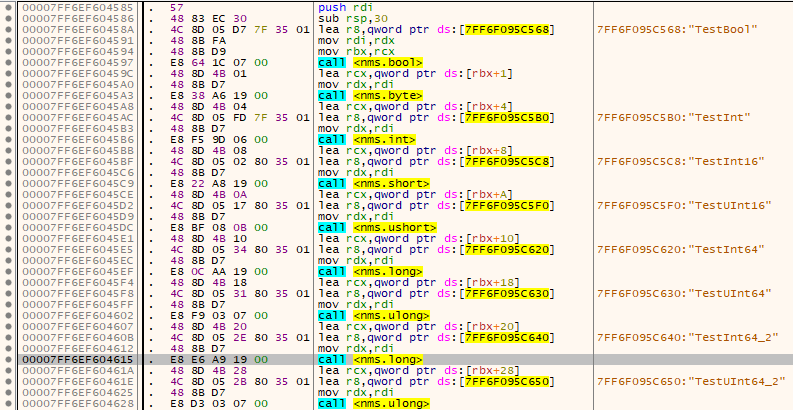 00007FF6EF604585 57 push rdi
00007FF6EF604586 48 83 EC 30 sub rsp,30
00007FF6EF60458A 4C 8D 05 D7 7F 35 01 lea r8,qword ptr ds:[7FF6F095C568] 7FF6F095C568:"TestBool"
00007FF6EF604591 48 8B FA mov rdi,rdx
00007FF6EF604594 48 8B D9 mov rbx,rcx
00007FF6EF604597 E8 64 1C 07 00 call <nms.bool>
00007FF6EF60459C 48 8D 4B 01 lea rcx,qword ptr ds:[rbx+1]
00007FF6EF6045A0 48 8B D7 mov rdx,rdi
00007FF6EF6045A3 E8 38 A6 19 00 call <nms.byte>
00007FF6EF6045A8 48 8D 4B 04 lea rcx,qword ptr ds:[rbx+4]
00007FF6EF6045AC 4C 8D 05 FD 7F 35 01 lea r8,qword ptr ds:[7FF6F095C5B0] 7FF6F095C5B0:"TestInt"
00007FF6EF6045B3 48 8B D7 mov rdx,rdi
00007FF6EF6045B6 E8 F5 9D 06 00 call <nms.int>
00007FF6EF6045BB 48 8D 4B 08 lea rcx,qword ptr ds:[rbx+8]
00007FF6EF6045BF 4C 8D 05 02 80 35 01 lea r8,qword ptr ds:[7FF6F095C5C8] 7FF6F095C5C8:"TestInt16"
00007FF6EF6045C6 48 8B D7 mov rdx,rdi
00007FF6EF6045C9 E8 22 A8 19 00 call <nms.short>
00007FF6EF6045CE 48 8D 4B 0A lea rcx,qword ptr ds:[rbx+A]
00007FF6EF6045D2 4C 8D 05 17 80 35 01 lea r8,qword ptr ds:[7FF6F095C5F0] 7FF6F095C5F0:"TestUInt16"
00007FF6EF6045D9 48 8B D7 mov rdx,rdi
00007FF6EF6045DC E8 BF 08 0B 00 call <nms.ushort>
00007FF6EF6045E1 48 8D 4B 10 lea rcx,qword ptr ds:[rbx+10]
00007FF6EF6045E5 4C 8D 05 34 80 35 01 lea r8,qword ptr ds:[7FF6F095C620] 7FF6F095C620:"TestInt64"
00007FF6EF6045EC 48 8B D7 mov rdx,rdi
00007FF6EF6045EF E8 0C AA 19 00 call <nms.long>
00007FF6EF6045F4 48 8D 4B 18 lea rcx,qword ptr ds:[rbx+18]
00007FF6EF6045F8 4C 8D 05 31 80 35 01 lea r8,qword ptr ds:[7FF6F095C630] 7FF6F095C630:"TestUInt64"
00007FF6EF6045FF 48 8B D7 mov rdx,rdi
00007FF6EF604602 E8 F9 03 07 00 call <nms.ulong>
00007FF6EF604607 48 8D 4B 20 lea rcx,qword ptr ds:[rbx+20]
00007FF6EF60460B 4C 8D 05 2E 80 35 01 lea r8,qword ptr ds:[7FF6F095C640] 7FF6F095C640:"TestInt64_2"
00007FF6EF604612 48 8B D7 mov rdx,rdi
00007FF6EF604615 E8 E6 A9 19 00 call <nms.long>
00007FF6EF60461A 48 8D 4B 28 lea rcx,qword ptr ds:[rbx+28]
00007FF6EF60461E 4C 8D 05 2B 80 35 01 lea r8,qword ptr ds:[7FF6F095C650] 7FF6F095C650:"TestUInt64_2"
00007FF6EF604625 48 8B D7 mov rdx,rdi
00007FF6EF604628 E8 D3 03 07 00 call <nms.ulong>